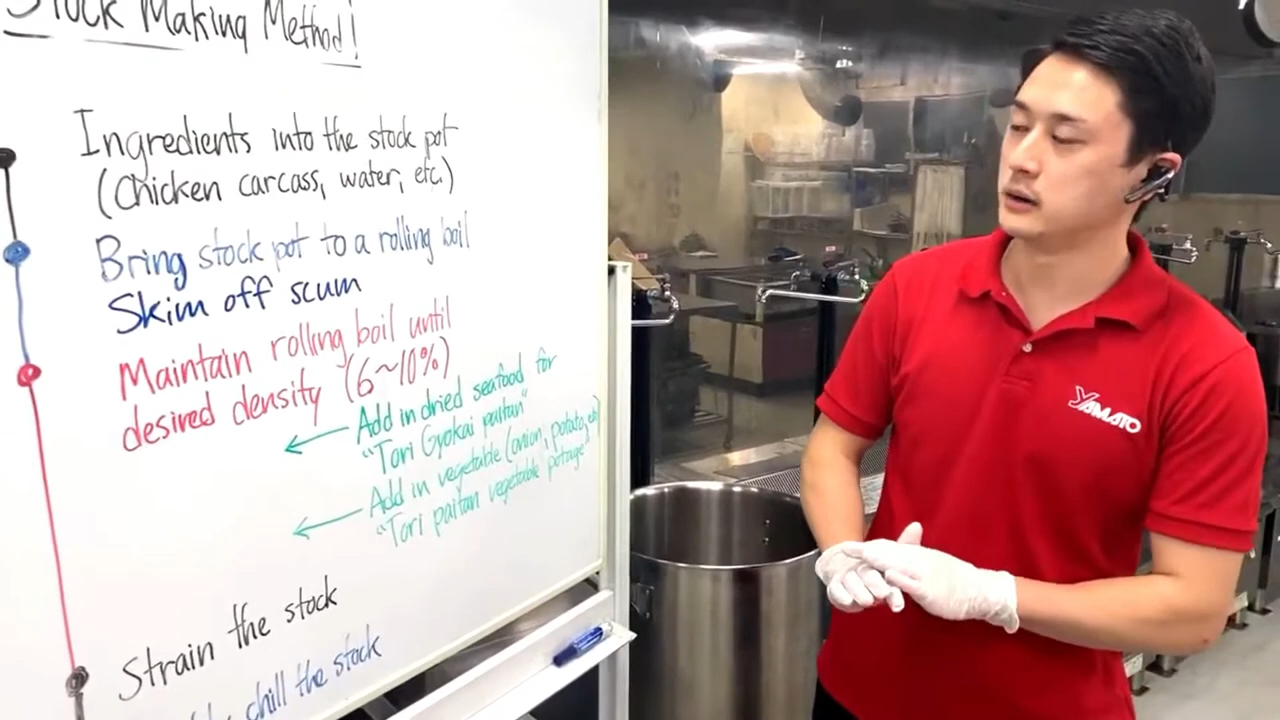 Stock Making Method!
Ingredients into the stock pot
(Chicken carcass, water, etc.)
Bring stock pot to a rolling boil
Skim off scum
Maintain rolling boil until
desired density (6~10%)
Add in dried seafood for
"Tori Gyokai paitan"
Add in vegetable (onion, potato, etc)
"Tori paitan vegetable potage"
Strain the stock
chill the stock
YAMATO